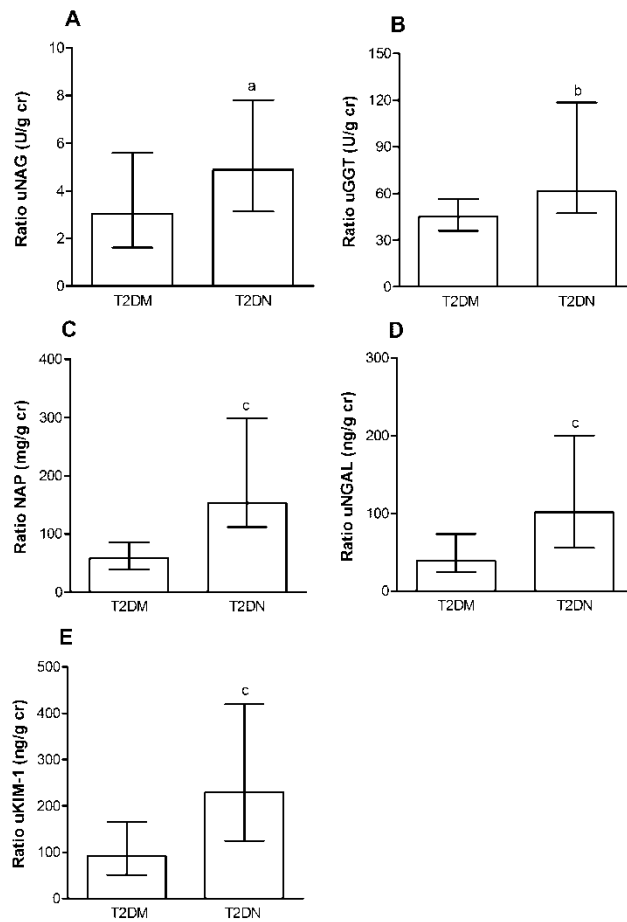 A
Ratio uNAG (U/g cr)
10
8
6
4
2
0
a
T2DM
T2DN
B
Ratio uGGT (U/g cr)
150
120
90
60
30
0
b
T2DM
T2DN
C
Ratio NAP (mg/g cr)
400
300
200
100
0
c
T2DM
T2DN
D
Ratio uNGAL (ng/g cr)
300
200
100
0
c
T2DM
T2DN
E
Ratio uKIM-1 (ng/g cr)
500
400
300
200
100
0
c
T2DM
T2DN